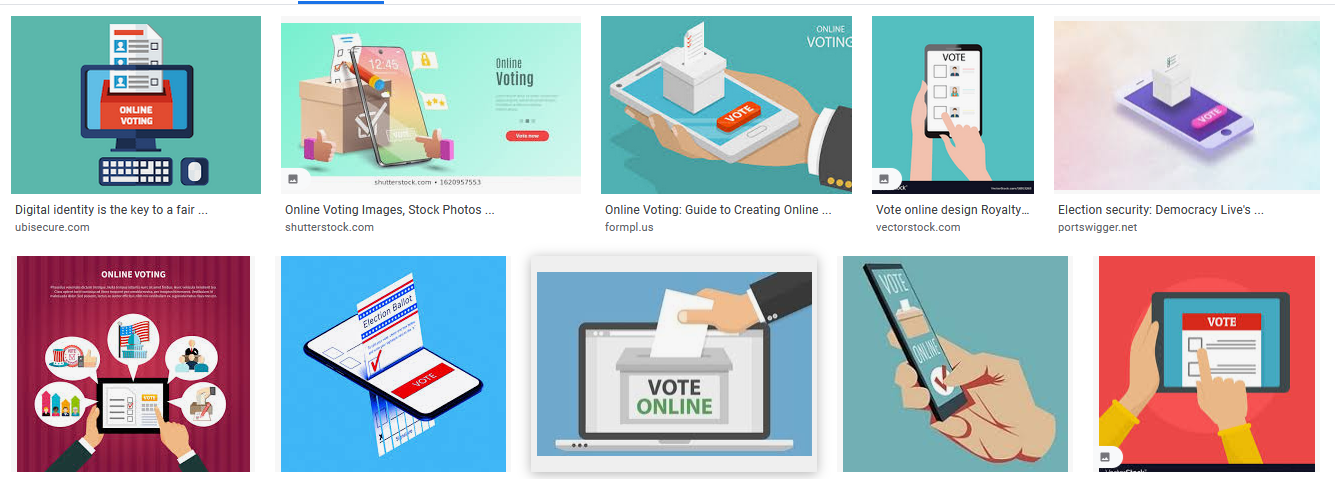 ONLINE
VOTING
12:45
Online
Voting
Vote now
shutterstock.com • 1620957553
ONLINE
VOTING
VOTE
VOTE
VOTE
Digital identity is the key to a fair ...
ubisecure.com
Online Voting Images, Stock Photos ...
shutterstock.com
Online Voting: Guide to Creating Online ...
formpl.us
Vote online design Royalty...
vectorstock.com
Election security: Democracy Live's ...
portswigger.net
ONLINE VOTING
VOTE
Election Ballot
VOTE
VOTE
ONLINE
VOTE
ONLINE
VOTE